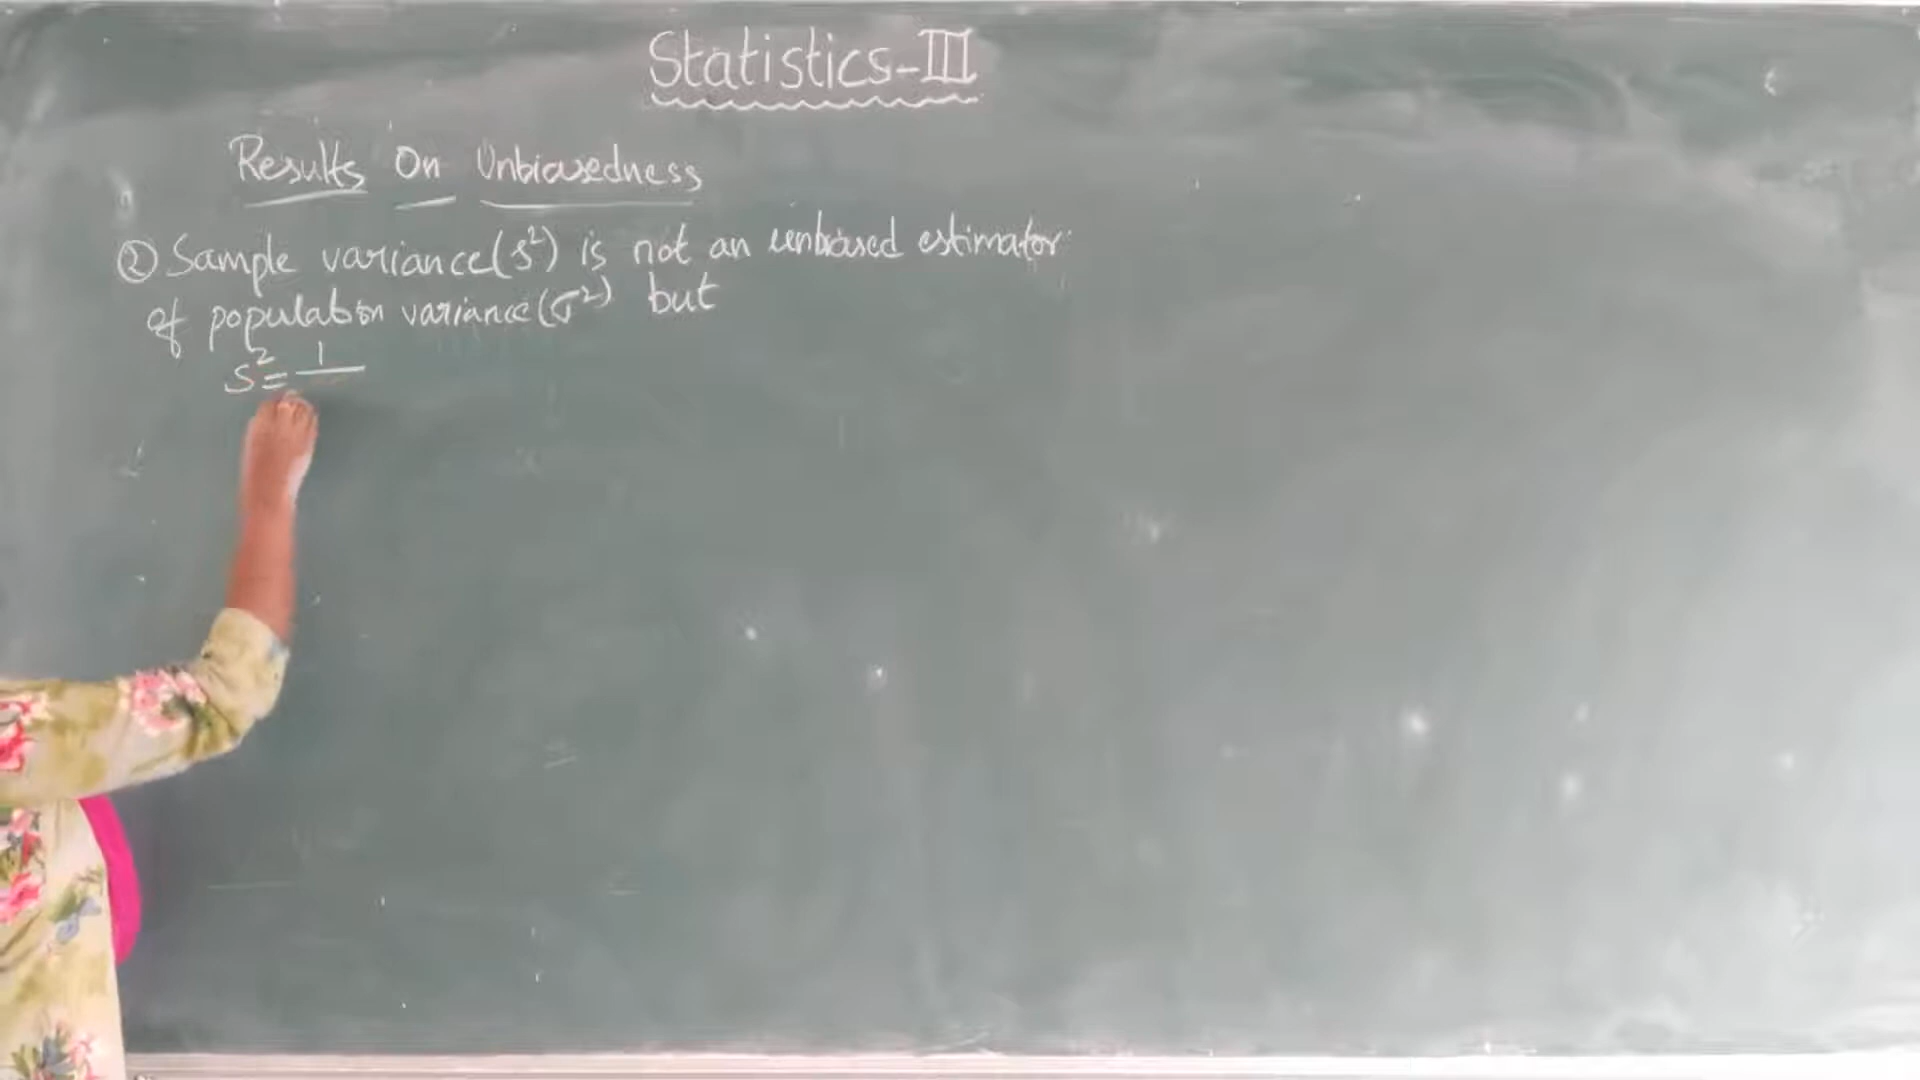 Statistics-III
Results On Unbiasedness
② Sample variance (s²) is not an unbiased estimator
of population variance (σ²) but
S² = 1/